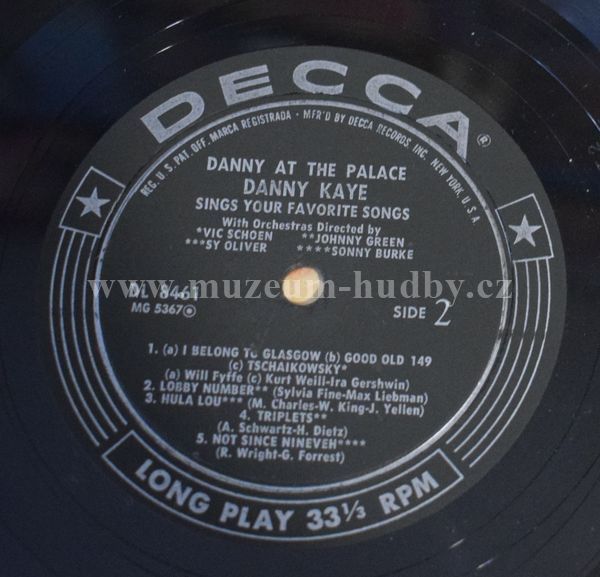 DECCA®
REG. U.S. PAT. OFF. MARCA REGISTRADA • MFR'D BY DECCA RECORDS, INC., NEW YORK, U.S.A.
DANNY AT THE PALACE
DANNY KAYE
SINGS YOUR FAVORITE SONGS
With Orchestras Directed by
*VIC SCHOEN **JOHNNY GREEN
***SY OLIVER ****SONNY BURKE
www.muzeum-hudby.cz
DL 8461
MG 5367
SIDE 2
1. (a) I BELONG TO GLASGOW (b) GOOD OLD 149
(c) TSCHAIKOWSKY*
(a) Will Fyffe (c) Kurt Weill-Ira Gershwin)
2. LOBBY NUMBER** (Sylvia Fine-Max Liebman)
3. HULA LOU*** (M. Charles-W. King-J. Yellen)
4. TRIPLETS**
(A. Schwartz-H. Dietz)
5. NOT SINCE NINEVEH****
(R. Wright-G. Forrest)
LONG PLAY 33⅓ RPM